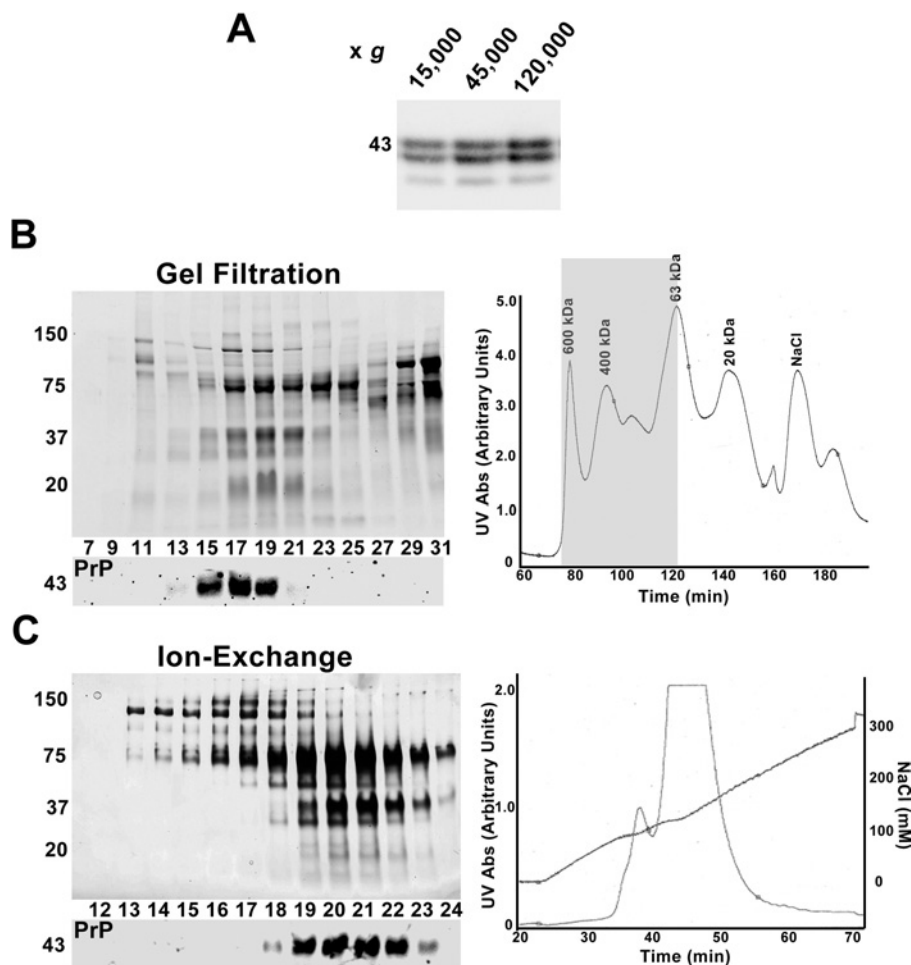 A
x g
15,000 45,000 120,000
43
B
Gel Filtration
150
75
37
20
7 9 11 13 15 17 19 21 23 25 27 29 31
PrP
43
UV Abs (Arbitrary Units)
5.0
4.0
3.0
2.0
1.0
0
600 kDa
400 kDa
63 kDa
20 kDa
NaCl
60 80 100 120 140 160 180
Time (min)
C
Ion-Exchange
150
75
37
20
12 13 14 15 16 17 18 19 20 21 22 23 24
PrP
43
UV Abs (Arbitrary Units)
2.0
1.0
0
300
200
100
0
NaCl (mM)
20 30 40 50 60 70
Time (min)